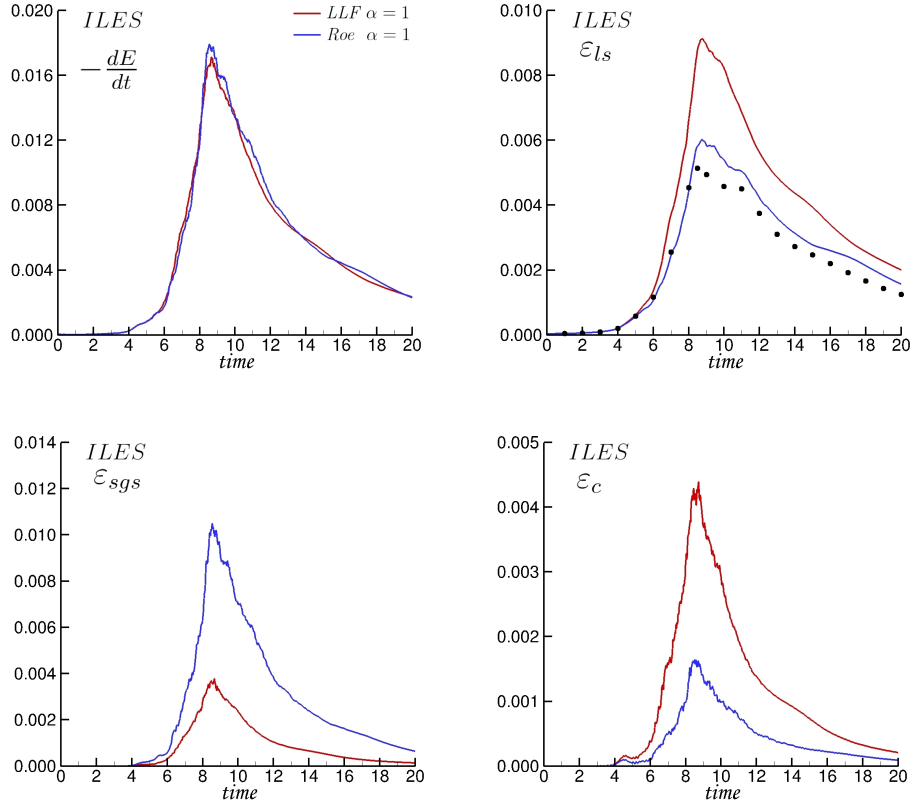 ILES
− dE/dt
LLF α = 1
Roe α = 1
0.020
0.016
0.012
0.008
0.004
0.000
0 2 4 6 8 10 12 14 16 18 20
time
ILES
ε_ls
0.010
0.008
0.006
0.004
0.002
0.000
0 2 4 6 8 10 12 14 16 18 20
time
ILES
ε_sgs
0.014
0.012
0.010
0.008
0.006
0.004
0.002
0.000
0 2 4 6 8 10 12 14 16 18 20
time
ILES
ε_c
0.005
0.004
0.003
0.002
0.001
0.000
0 2 4 6 8 10 12 14 16 18 20
time